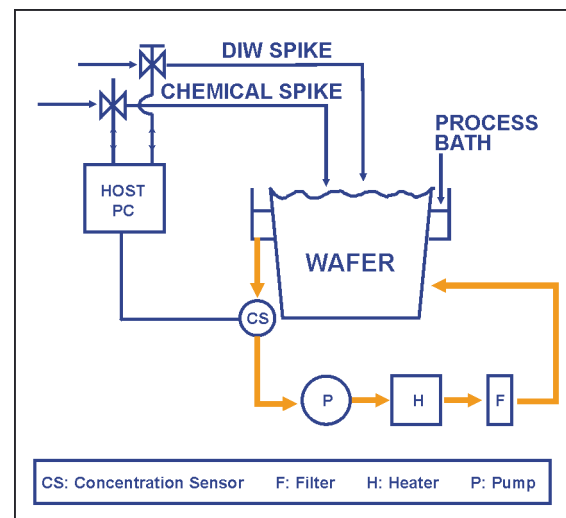 DIW SPIKE
CHEMICAL SPIKE
PROCESS
BATH
HOST
PC
WAFER
CS
P
H
F
CS: Concentration Sensor F: Filter H: Heater P: Pump